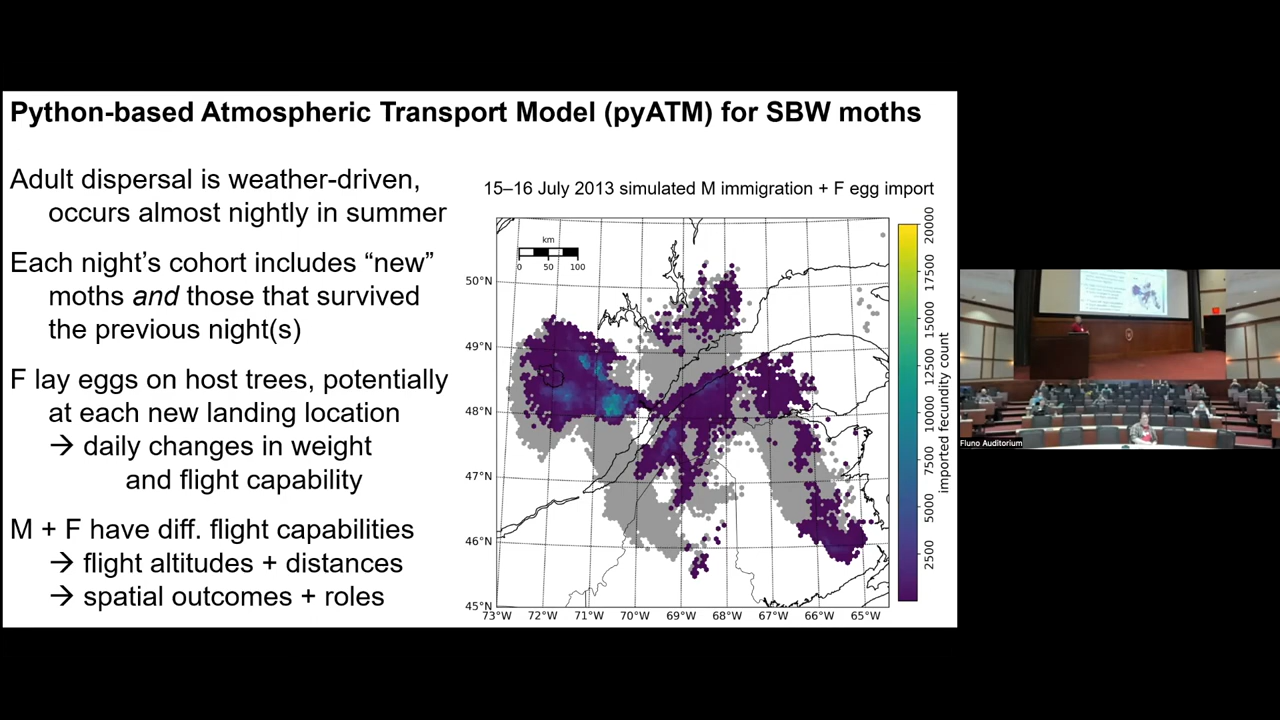 Python-based Atmospheric Transport Model (pyATM) for SBW moths
Adult dispersal is weather-driven,
occurs almost nightly in summer
Each night’s cohort includes “new”
moths and those that survived
the previous night(s)
F lay eggs on host trees, potentially
at each new landing location
→ daily changes in weight
and flight capability
M + F have diff. flight capabilities
→ flight altitudes + distances
→ spatial outcomes + roles
15–16 July 2013 simulated M immigration + F egg import
km
0 50 100
50°N
49°N
48°N
47°N
46°N
45°N
73°W 72°W 71°W 70°W 69°W 68°W 67°W 66°W 65°W
20000
17500
15000
12500
10000
7500
5000
2500
imported fecundity count
Fluno Auditorium